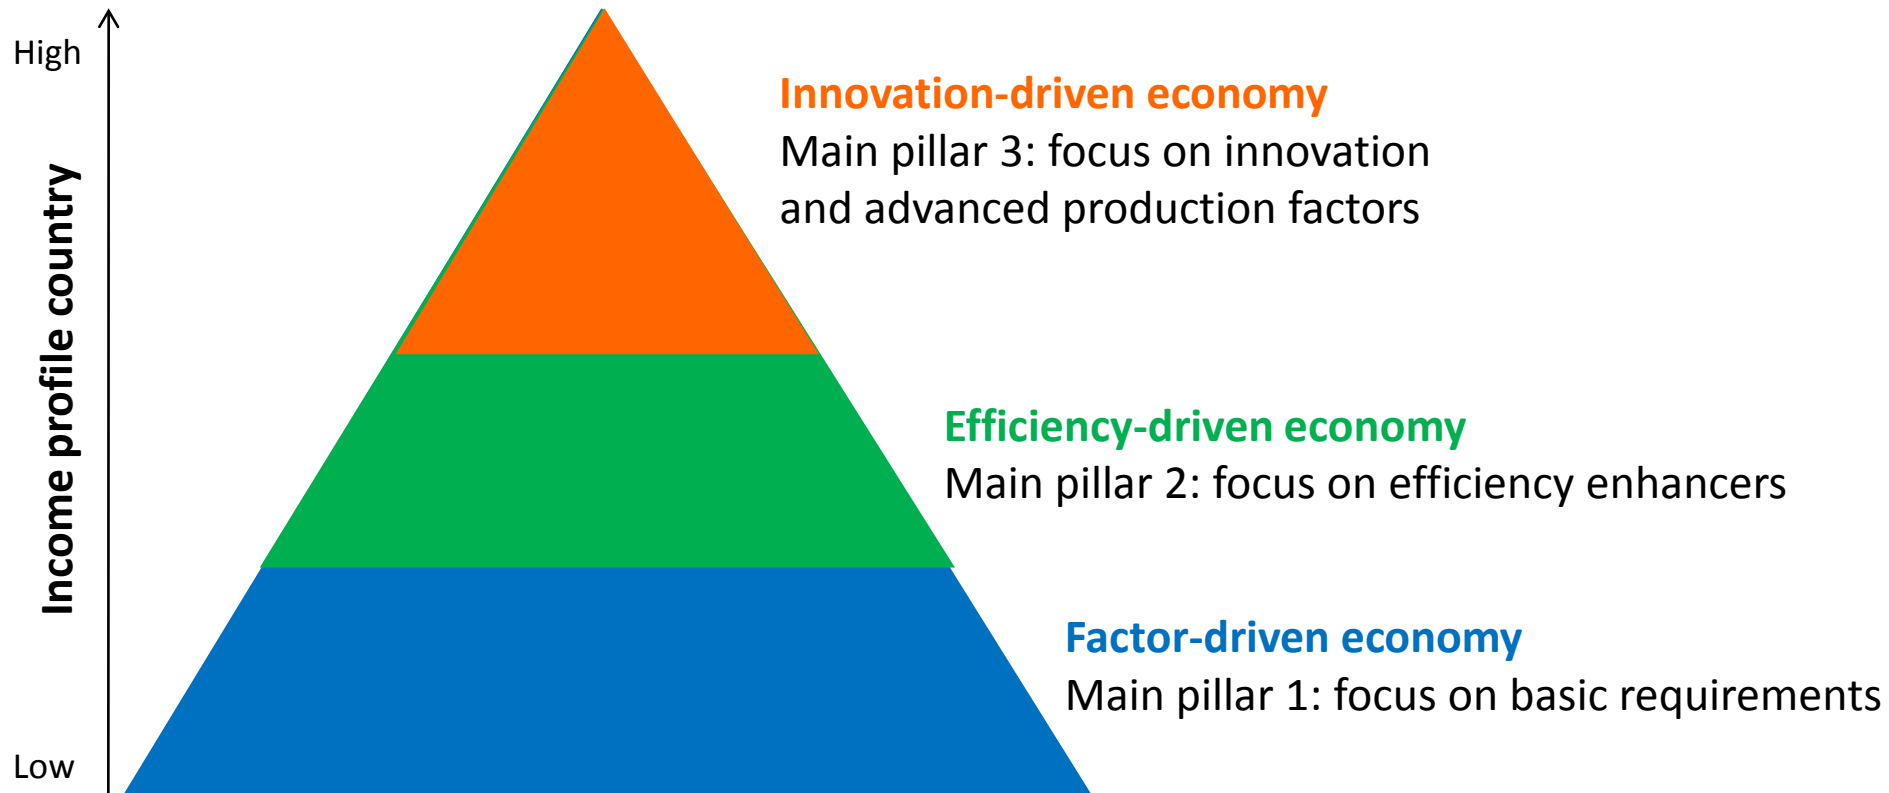 High
Income profile country
Low
Innovation-driven economy
Main pillar 3: focus on innovation
and advanced production factors
Efficiency-driven economy
Main pillar 2: focus on efficiency enhancers
Factor-driven economy
Main pillar 1: focus on basic requirements